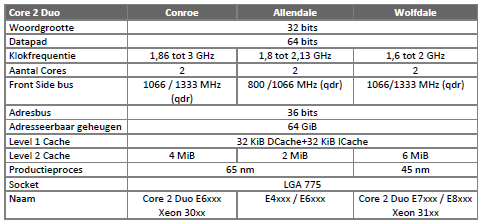 Core 2 Duo Conroe Allendale Wolfdale
Woordgrootte 32 bits
Datapad 64 bits
Klokfrequentie 1,86 tot 3 GHz 1,8 tot 2,13 GHz 1,6 tot 2 GHz
Aantal Cores 2 2 2
Front Side bus 1066 / 1333 MHz 800 /1066 MHz (qdr) 1066/1333 MHz (qdr)
(qdr)
Adresbus 36 bits
Adresseerbaar geheugen 64 GiB
Level 1 Cache 32 KiB DCache+32 KiB ICache
Level 2 Cache 4 MiB 2 MiB 6 MiB
Productieproces 65 nm 45 nm
Socket LGA 775
Naam Core 2 Duo E6xxx E4xxx / E6xxx Core 2 Duo E7xxx / E8xxx
Xeon 30xx Xeon 31xx